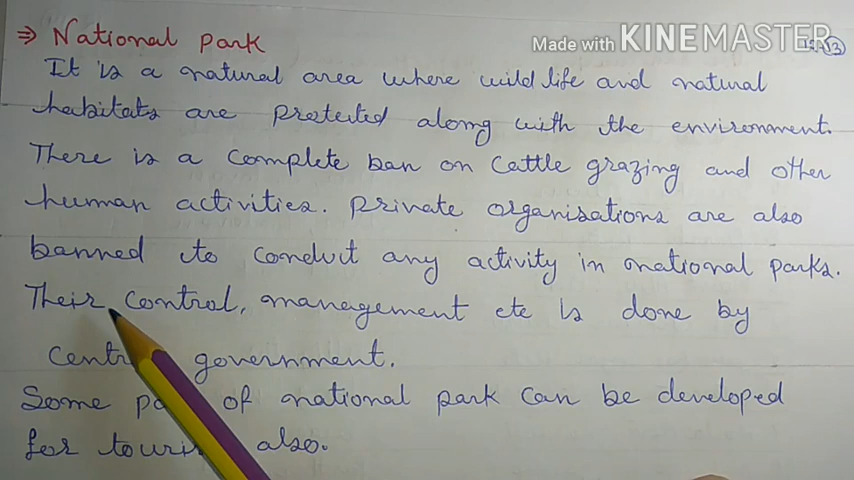 ⇒ National park
Made with KINEMASTER
It is a natural area where wild life and natural
habitats are protected along with the environment.
There is a complete ban on cattle grazing and other
human activities. Private organisations are also
banned to conduct any activity in national parks.
Their control, management etc is done by
government.
Some of national park can be developed
for also.